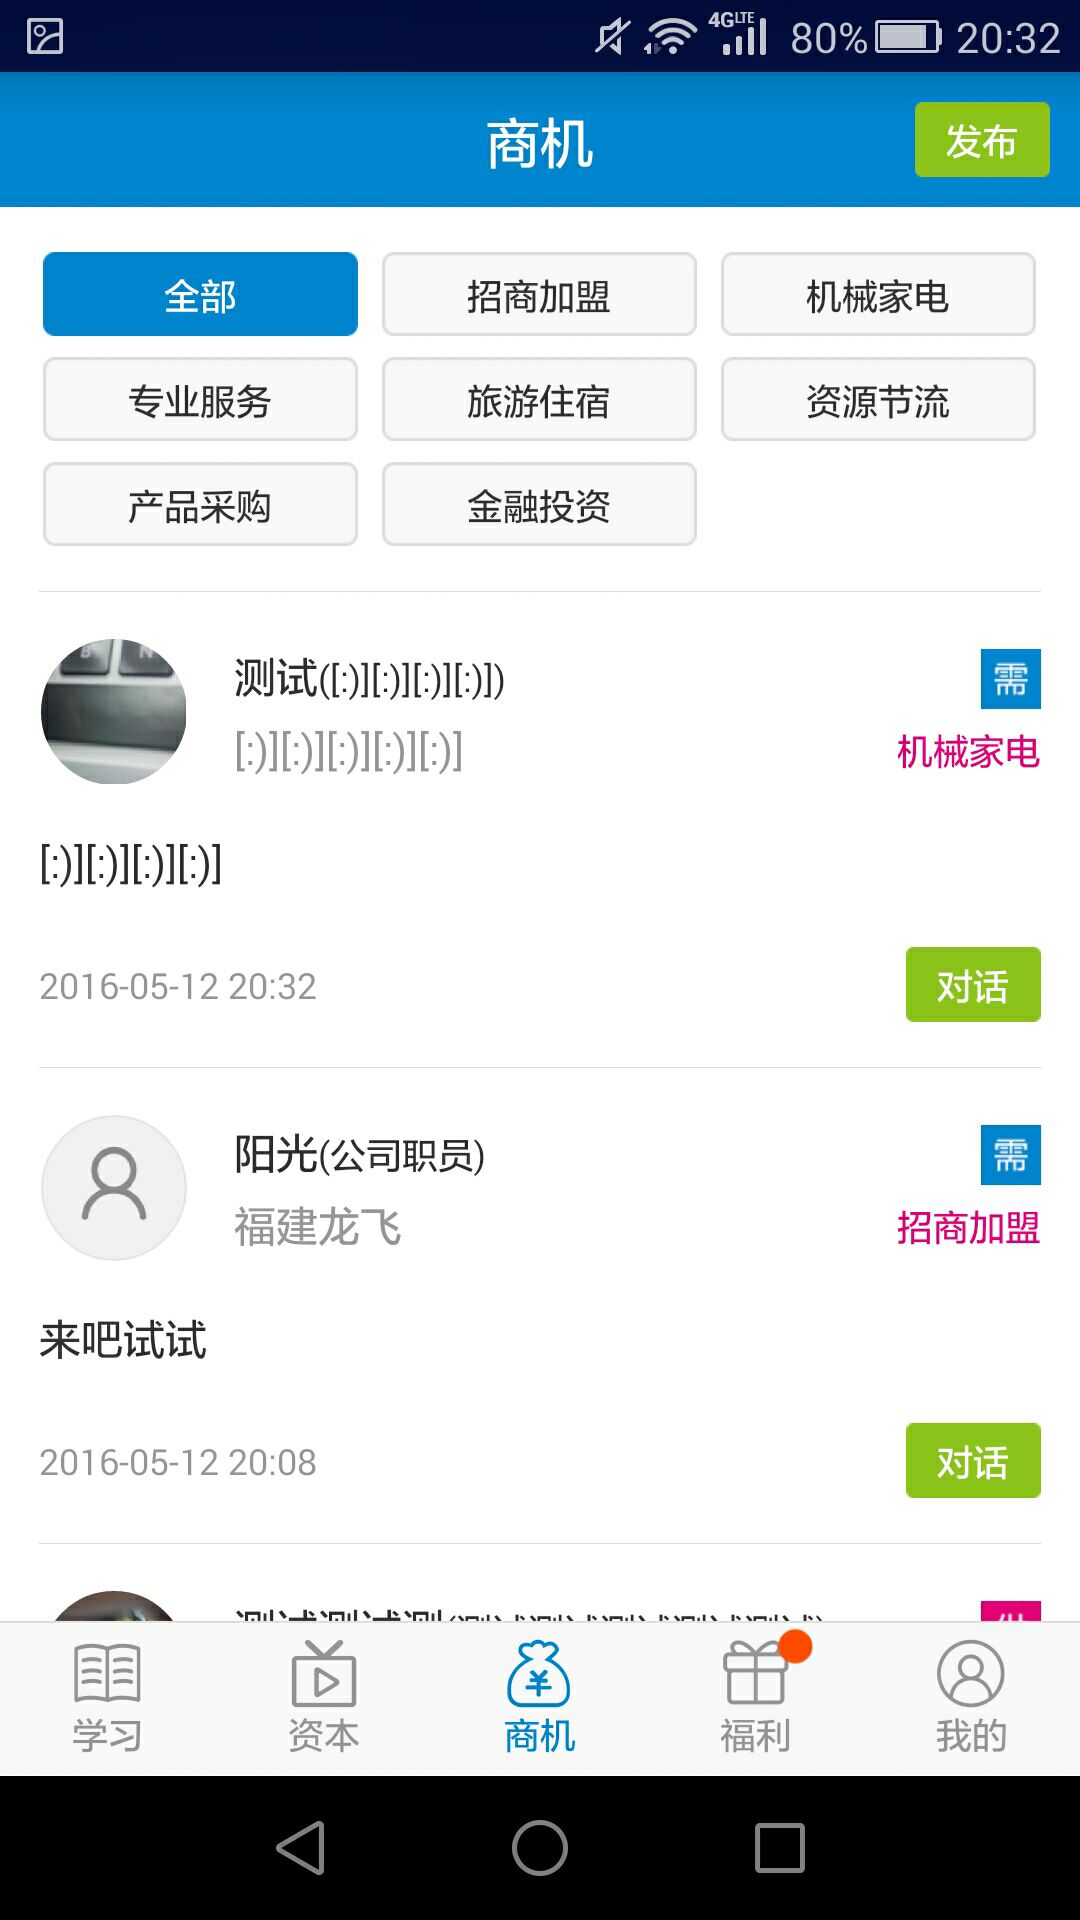 4G LTE 80% 20:32
商机 发布
全部 招商加盟 机械家电
专业服务 旅游住宿 资源节流
产品采购 金融投资
测试([:)][:)][:)][:)]) 需
[:)][:)][:)][:)][:)] 机械家电
[:)][:)][:)][:)]
2016-05-12 20:32 对话
阳光(公司职员) 需
福建龙飞 招商加盟
来吧试试
2016-05-12 20:08 对话
学习 资本 商机 福利 我的